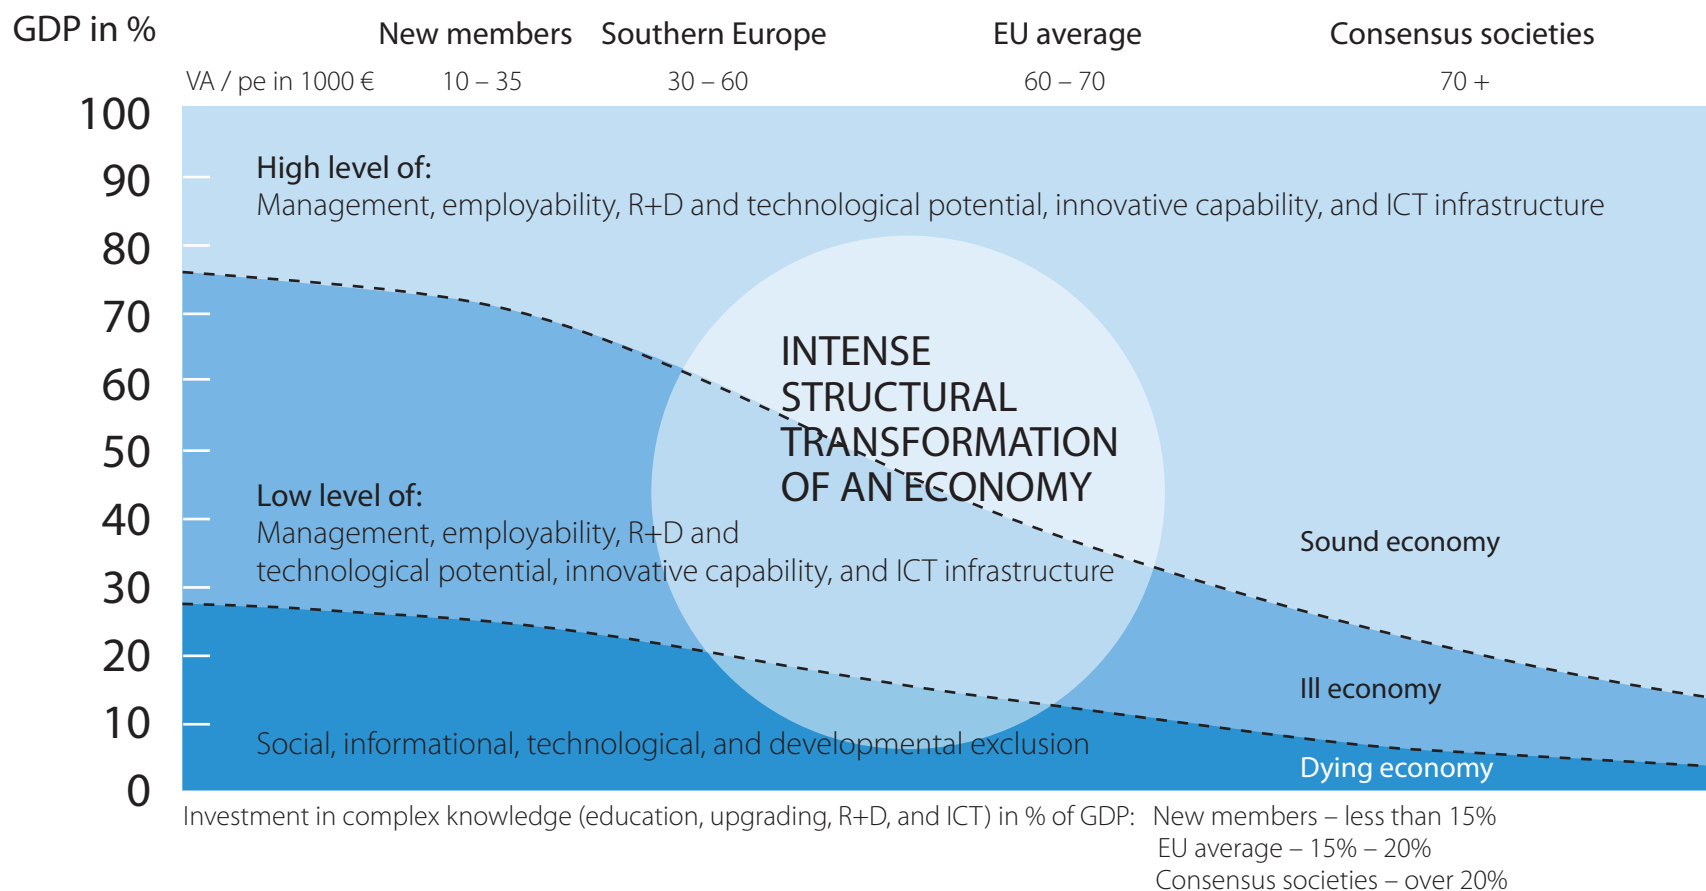 GDP in %
New members
Southern Europe
EU average
Consensus societies
VA / pe in 1000 €
10 – 35
30 – 60
60 – 70
70 +
100
90
80
70
60
50
40
30
20
10
0
High level of:
Management, employability, R+D and technological potential, innovative capability, and ICT infrastructure
INTENSE
STRUCTURAL
TRANSFORMATION
OF AN ECONOMY
Low level of:
Management, employability, R+D and
technological potential, innovative capability, and ICT infrastructure
Sound economy
Ill economy
Social, informational, technological, and developmental exclusion
Dying economy
Investment in complex knowledge (education, upgrading, R+D, and ICT) in % of GDP: New members – less than 15%
EU average – 15% – 20%
Consensus societies – over 20%